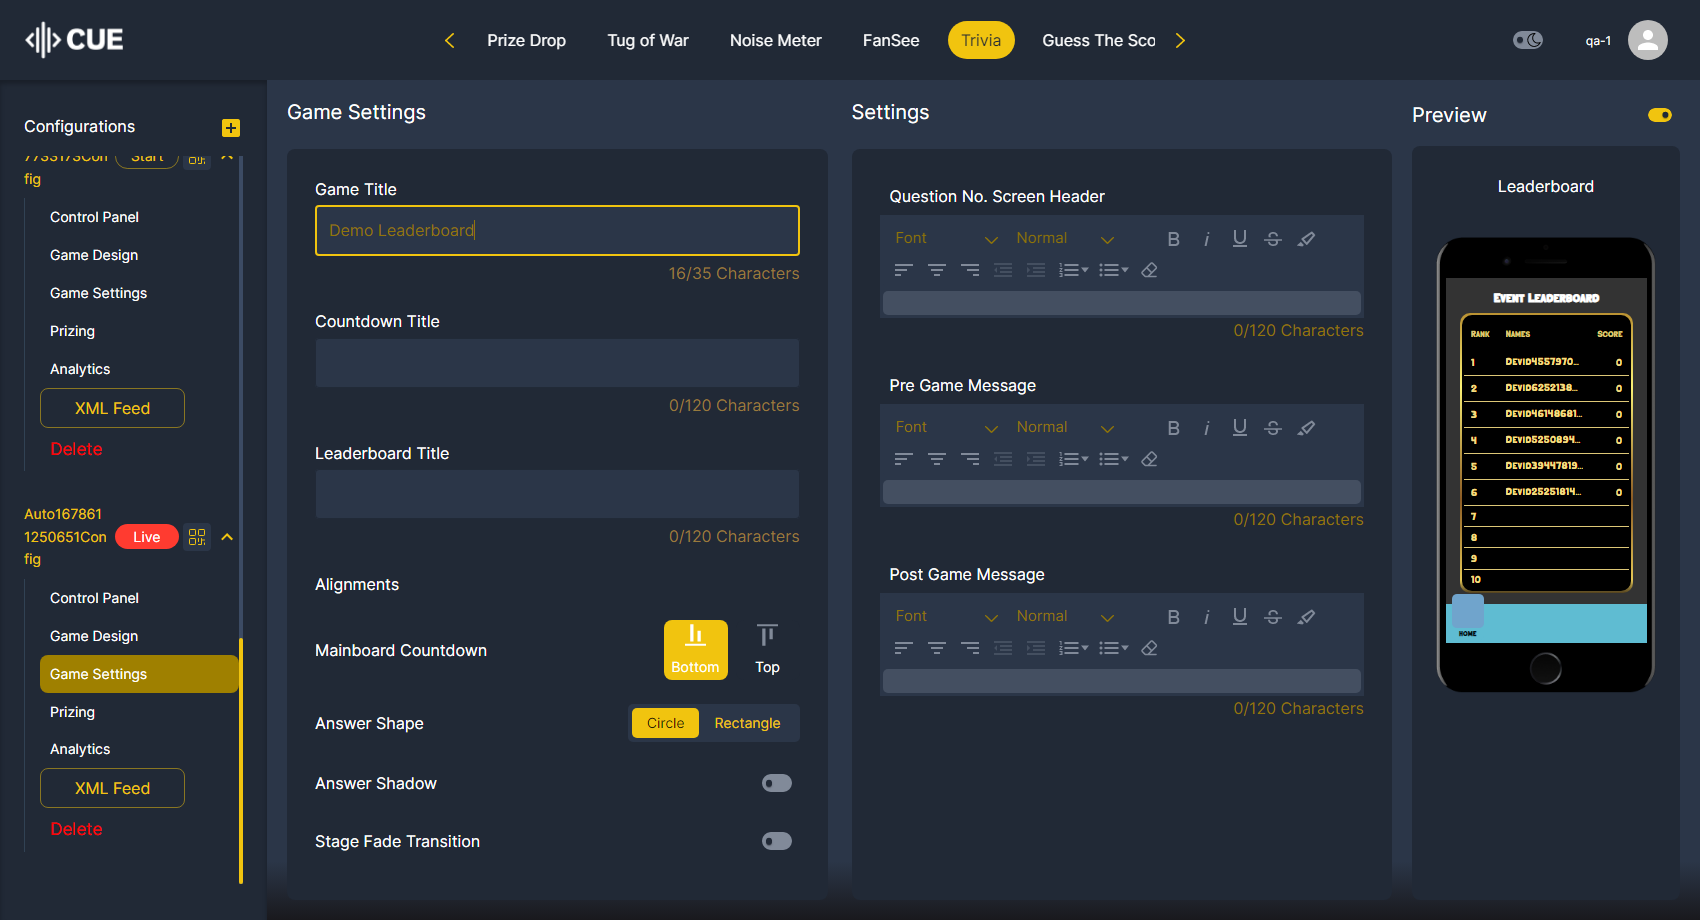 CUE
Prize Drop
Tug of War
Noise Meter
FanSee
Trivia
Guess The Sco
qa-1
Configurations
7733173Con
fig
Start
Control Panel
Game Design
Game Settings
Prizing
Analytics
XML Feed
Delete
Auto167861
1250651Con
fig
Live
Control Panel
Game Design
Game Settings
Prizing
Analytics
XML Feed
Delete
Game Settings
Game Title
Demo Leaderboard
16/35 Characters
Countdown Title
0/120 Characters
Leaderboard Title
0/120 Characters
Alignments
Mainboard Countdown
Bottom
Top
Answer Shape
Circle
Rectangle
Answer Shadow
Stage Fade Transition
Settings
Question No. Screen Header
Font
Normal
0/120 Characters
Pre Game Message
Font
Normal
0/120 Characters
Post Game Message
Font
Normal
0/120 Characters
Preview
Leaderboard
Event Leaderboard
Rank Names Score
1 DevID4557970... 0
2 DevID6252138... 0
3 DevID46148681... 0
4 DevID5250894... 0
5 DevID39447819... 0
6 DevID25251814... 0
7
8
9
10
HOME